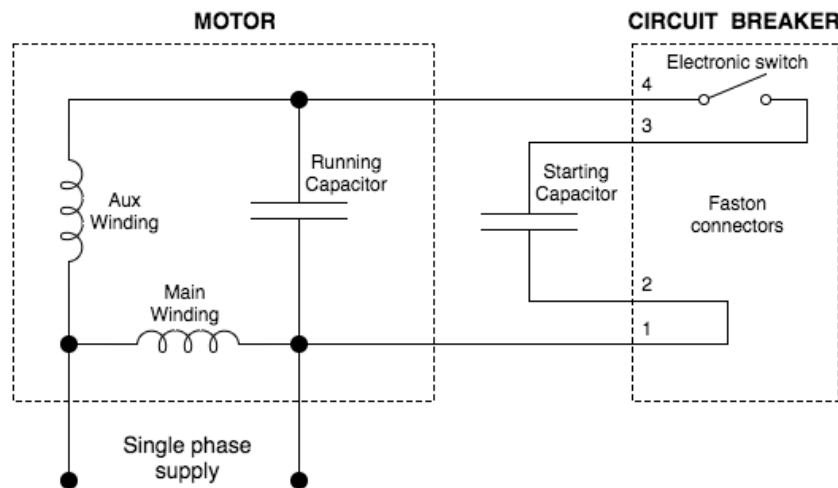 MOTOR
CIRCUIT BREAKER
Electronic switch
4
3
Running
Capacitor
Starting
Capacitor
Aux
Winding
Faston
connectors
Main
Winding
2
1
Single phase
supply